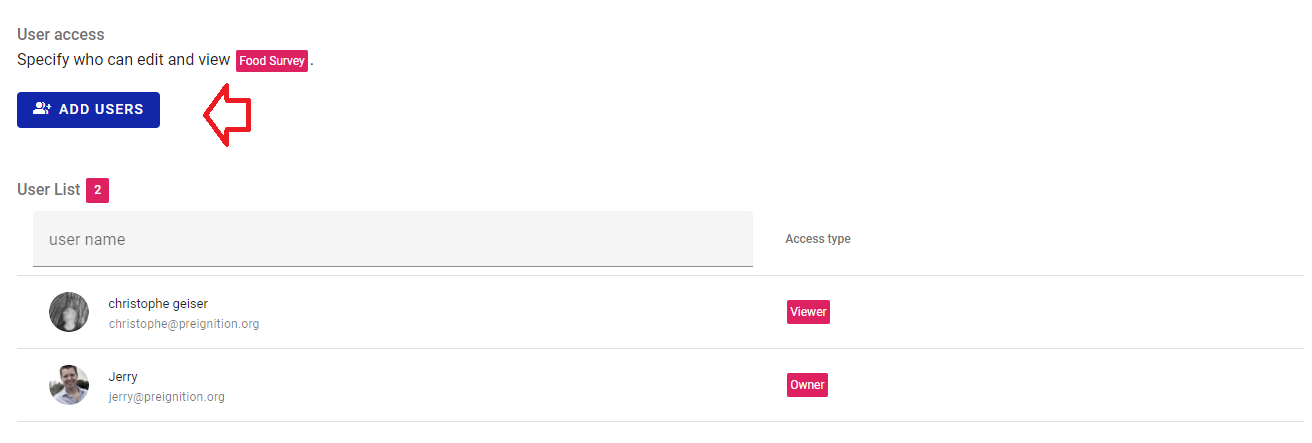 User access
Specify who can edit and view Food Survey.
ADD USERS
User List 2
user name
Access type
christophe geiser
christophe@preignition.org
Viewer
Jerry
jerry@preignition.org
Owner